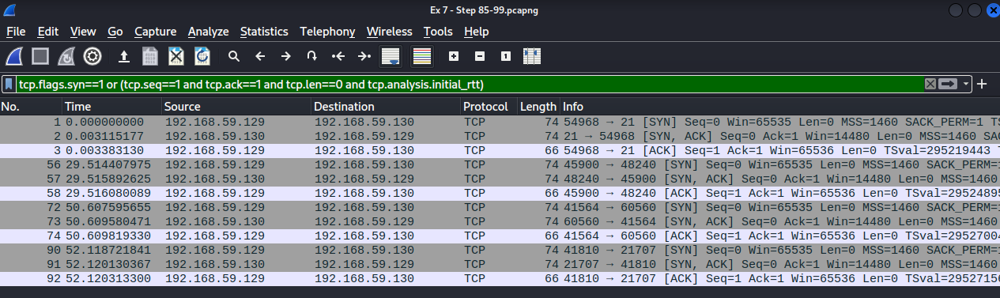 Ex 7 - Step 85-99.pcapng
File Edit View Go Capture Analyze Statistics Telephony Wireless Tools Help
tcp.flags.syn==1 or (tcp.seq==1 and tcp.ack==1 and tcp.len==0 and tcp.analysis.initial_rtt)
No. Time Source Destination Protocol Length Info
1 0.000000000 192.168.59.129 192.168.59.130 TCP 74 54968 → 21 [SYN] Seq=0 Win=65535 Len=0 MSS=1460 SACK_PERM=1 TS
2 0.003115177 192.168.59.130 192.168.59.129 TCP 74 21 → 54968 [SYN, ACK] Seq=0 Ack=1 Win=14480 Len=0 MSS=1460 SAC
3 0.003383130 192.168.59.129 192.168.59.130 TCP 66 54968 → 21 [ACK] Seq=1 Ack=1 Win=65536 Len=0 TSval=295219443 T
56 29.514407975 192.168.59.129 192.168.59.130 TCP 74 45900 → 48240 [SYN] Seq=0 Win=65535 Len=0 MSS=1460 SACK_PERM=1
57 29.515892625 192.168.59.130 192.168.59.129 TCP 74 48240 → 45900 [SYN, ACK] Seq=0 Ack=1 Win=14480 Len=0 MSS=1460
58 29.516080089 192.168.59.129 192.168.59.130 TCP 66 45900 → 48240 [ACK] Seq=1 Ack=1 Win=65536 Len=0 TSval=29524895
72 50.607595655 192.168.59.129 192.168.59.130 TCP 74 41564 → 60560 [SYN] Seq=0 Win=65535 Len=0 MSS=1460 SACK_PERM=1
73 50.609580471 192.168.59.130 192.168.59.129 TCP 74 60560 → 41564 [SYN, ACK] Seq=0 Ack=1 Win=14480 Len=0 MSS=1460
74 50.609819330 192.168.59.129 192.168.59.130 TCP 66 41564 → 60560 [ACK] Seq=1 Ack=1 Win=65536 Len=0 TSval=29527004
90 52.118721841 192.168.59.129 192.168.59.130 TCP 74 41810 → 21707 [SYN] Seq=0 Win=65535 Len=0 MSS=1460 SACK_PERM=1
91 52.120130367 192.168.59.130 192.168.59.129 TCP 74 21707 → 41810 [SYN, ACK] Seq=0 Ack=1 Win=14480 Len=0 MSS=1460
92 52.120313300 192.168.59.129 192.168.59.130 TCP 66 41810 → 21707 [ACK] Seq=1 Ack=1 Win=65536 Len=0 TSval=29527156